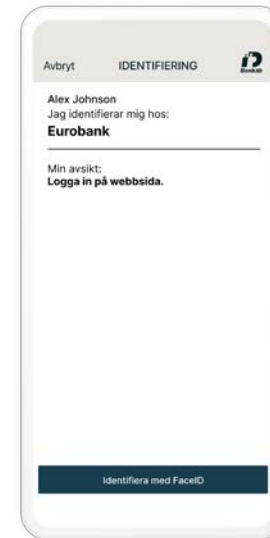 Avbryt IDENTIFIERING BankID
Alex Johnson
Jag identifierar mig hos:
Eurobank
Min avsikt:
Logga in på webbsida.
Identifiera med FaceID